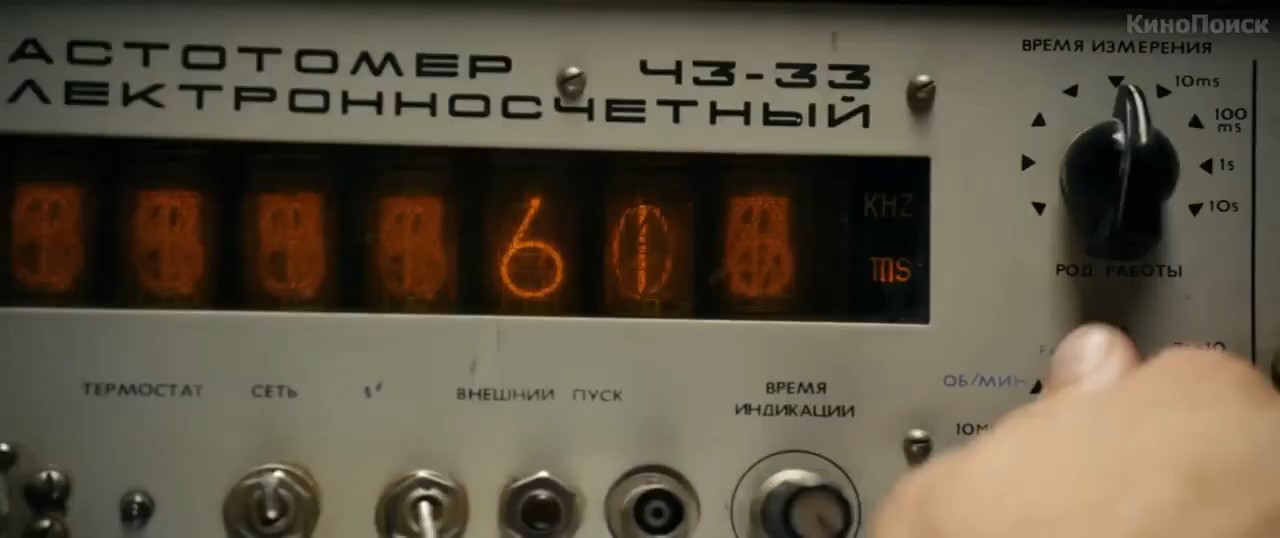 КиноПоиск
АСТОТОМЕР Ч3-33
ЛЕКТРОННОСЧЕТНЫЙ
ВРЕМЯ ИЗМЕРЕНИЯ
10ms
100
ms
1s
10s
6
KHZ
ms
РОД РАБОТЫ
ТЕРМОСТАТ СЕТЬ ВНЕШНИЙ ПУСК
ВРЕМЯ
ИНДИКАЦИИ
ОБ/МИН